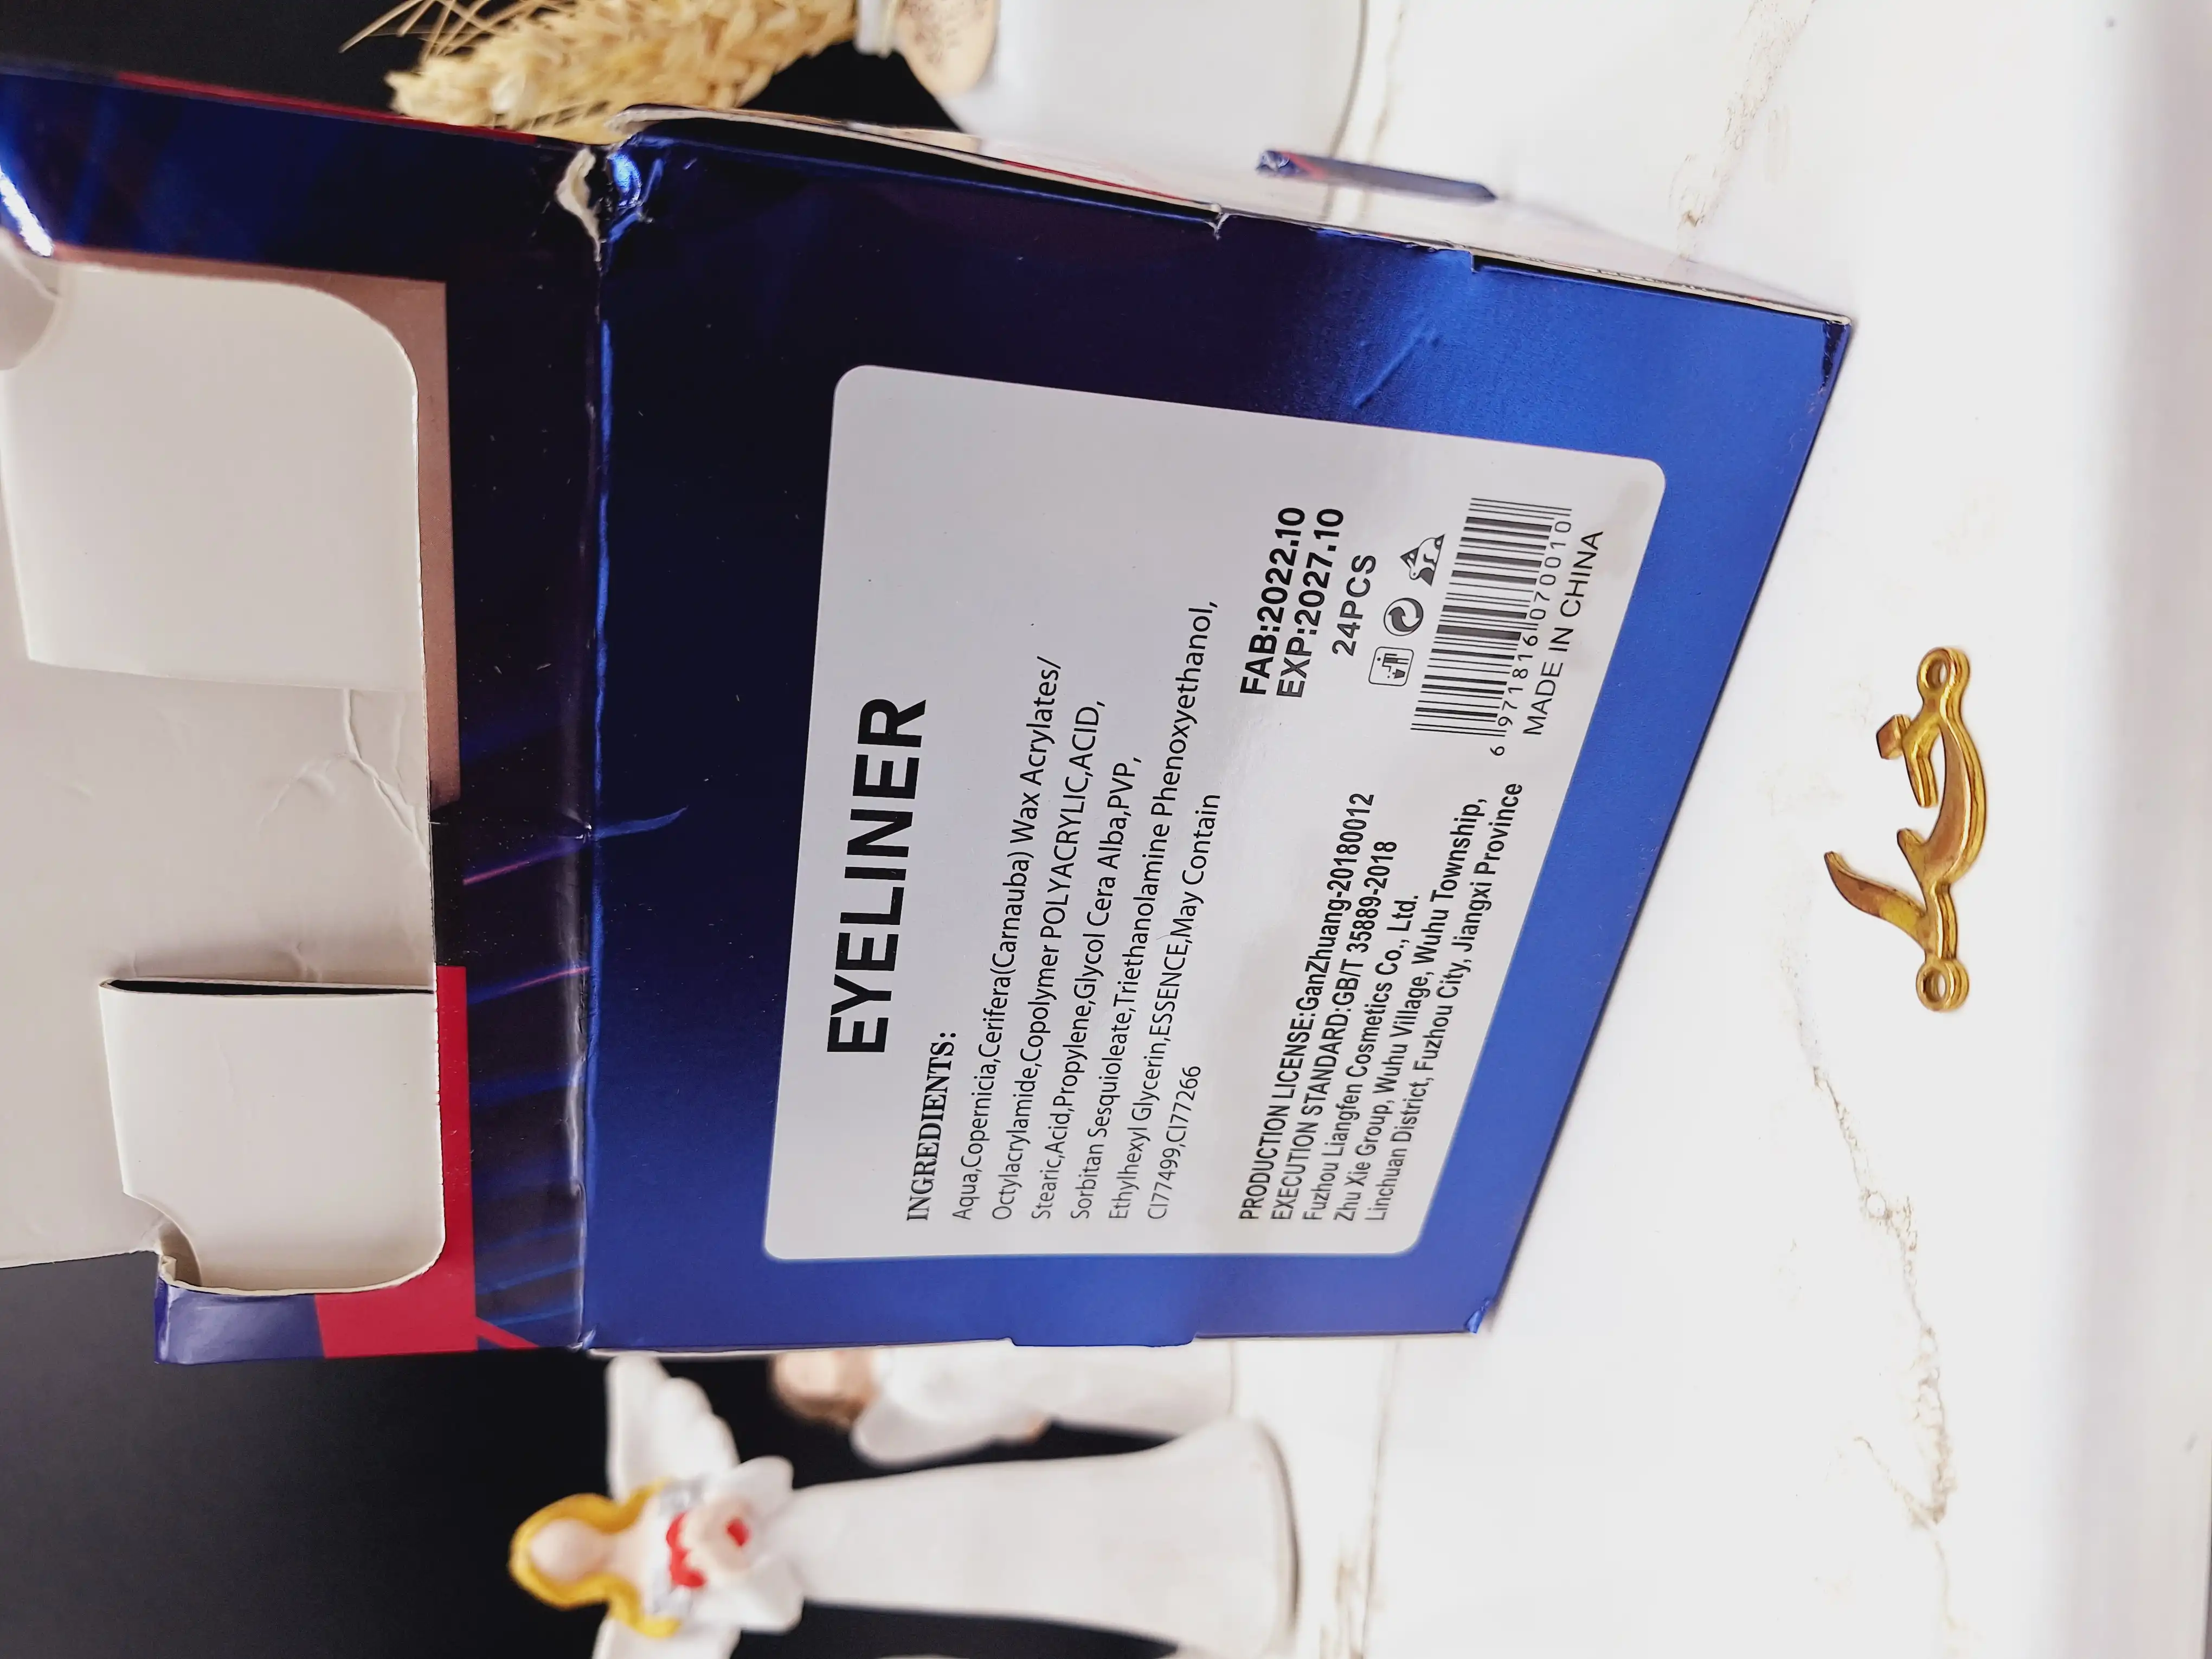 EYELINER
INGREDIENTS:
Aqua,Copernicia,Cerifera(Carnauba) Wax Acrylates/
Octylacrylamide,Copolymer POLYACRYLIC,ACID,
Stearic,Acid,Propylene,Glycol Cera Alba,PVP,
Sorbitan Sesquioleate,Triethanolamine Phenoxyethanol,
Ethylhexyl Glycerin,ESSENCE,May Contain
CI77499,CI77266
PRODUCTION LICENSE:GanZhuang-20180012
EXECUTION STANDARD:GB/T 35889-2018
Fuzhou Liangfen Cosmetics Co., Ltd.
Zhu Xie Group, Wuhu Village, Wuhu Township,
Linchuan District, Fuzhou City, Jiangxi Province
FAB:2022.10
EXP:2027.10
24PCS
6 971816 070010
MADE IN CHINA